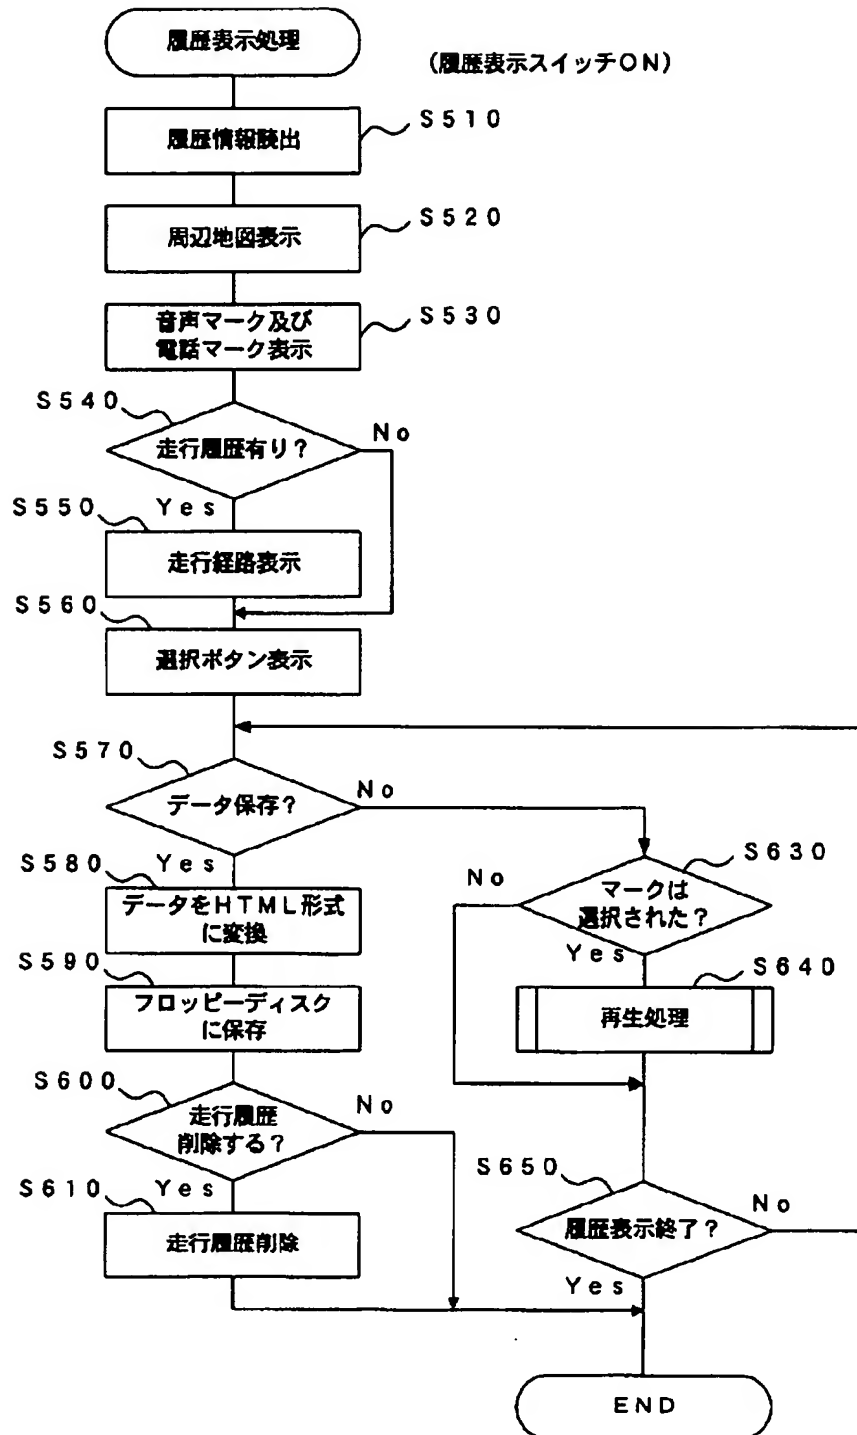 履歴表示処理
(履歴表示スイッチON)
履歴情報読出
S510
周辺地図表示
S520
音声マーク及び
電話マーク表示
S530
S540
走行履歴有り?
No
Yes
S550
走行経路表示
S560
選択ボタン表示
S570
データ保存?
No
Yes
S580
データをHTML形式
に変換
S590
フロッピーディスク
に保存
S600
走行履歴
削除する?
No
Yes
S610
走行履歴削除
S630
マークは
選択された?
No
Yes
S640
再生処理
S650
履歴表示終了?
No
Yes
END